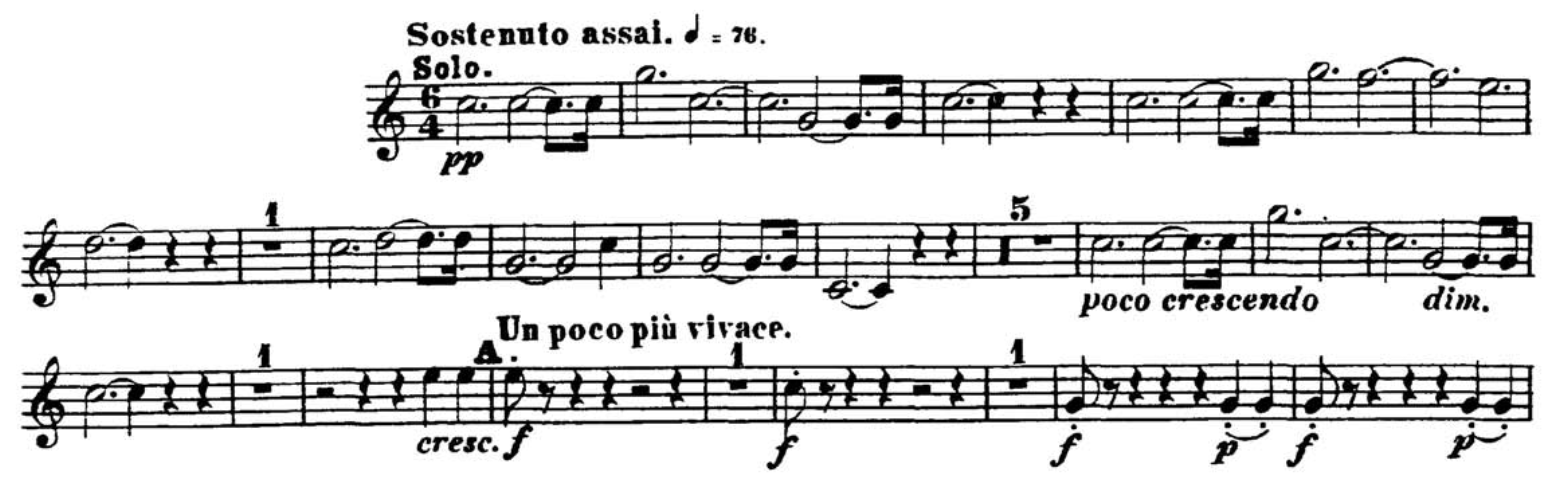 Sostenuto assai. ♩ = 76.
Solo.
6
4
pp
1
5
poco crescendo dim.
Un poco più vivace.
A
1 1 1
cresc. f f f p f p